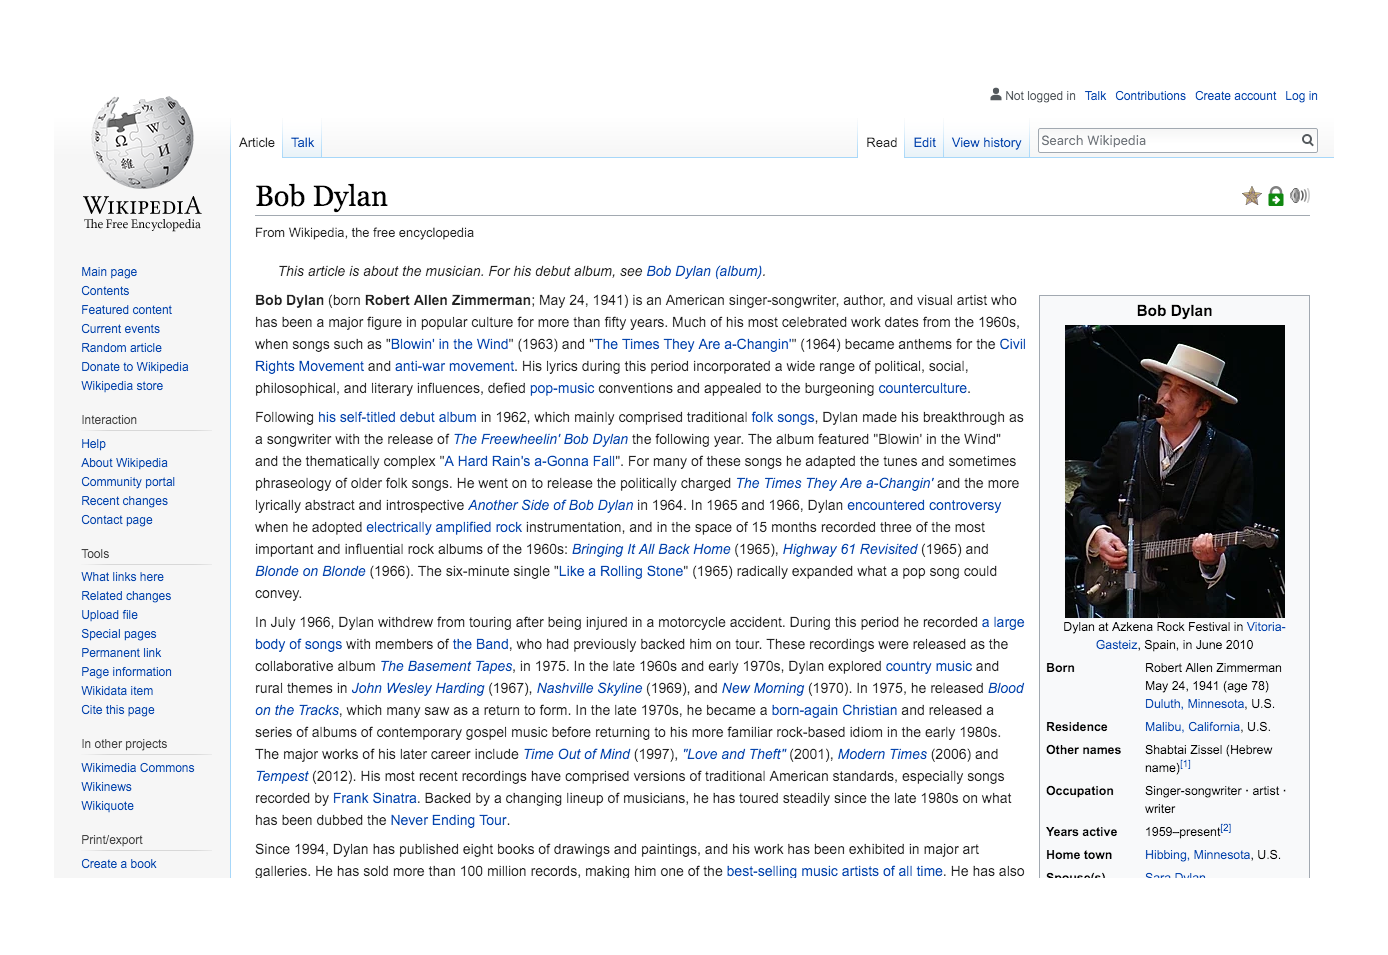 Not logged in Talk Contributions Create account Log in
Article Talk Read Edit View history Search Wikipedia
Ω W И 維
WIKIPEDIA
The Free Encyclopedia
Main page
Contents
Featured content
Current events
Random article
Donate to Wikipedia
Wikipedia store
Interaction
Help
About Wikipedia
Community portal
Recent changes
Contact page
Tools
What links here
Related changes
Upload file
Special pages
Permanent link
Page information
Wikidata item
Cite this page
In other projects
Wikimedia Commons
Wikinews
Wikiquote
Print/export
Create a book
Bob Dylan
From Wikipedia, the free encyclopedia
This article is about the musician. For his debut album, see Bob Dylan (album).
Bob Dylan (born Robert Allen Zimmerman; May 24, 1941) is an American singer-songwriter, author, and visual artist who
has been a major figure in popular culture for more than fifty years. Much of his most celebrated work dates from the 1960s,
when songs such as "Blowin' in the Wind" (1963) and "The Times They Are a-Changin'" (1964) became anthems for the Civil
Rights Movement and anti-war movement. His lyrics during this period incorporated a wide range of political, social,
philosophical, and literary influences, defied pop-music conventions and appealed to the burgeoning counterculture.
Following his self-titled debut album in 1962, which mainly comprised traditional folk songs, Dylan made his breakthrough as
a songwriter with the release of The Freewheelin' Bob Dylan the following year. The album featured "Blowin' in the Wind"
and the thematically complex "A Hard Rain's a-Gonna Fall". For many of these songs he adapted the tunes and sometimes
phraseology of older folk songs. He went on to release the politically charged The Times They Are a-Changin' and the more
lyrically abstract and introspective Another Side of Bob Dylan in 1964. In 1965 and 1966, Dylan encountered controversy
when he adopted electrically amplified rock instrumentation, and in the space of 15 months recorded three of the most
important and influential rock albums of the 1960s: Bringing It All Back Home (1965), Highway 61 Revisited (1965) and
Blonde on Blonde (1966). The six-minute single "Like a Rolling Stone" (1965) radically expanded what a pop song could
convey.
In July 1966, Dylan withdrew from touring after being injured in a motorcycle accident. During this period he recorded a large
body of songs with members of the Band, who had previously backed him on tour. These recordings were released as the
collaborative album The Basement Tapes, in 1975. In the late 1960s and early 1970s, Dylan explored country music and
rural themes in John Wesley Harding (1967), Nashville Skyline (1969), and New Morning (1970). In 1975, he released Blood
on the Tracks, which many saw as a return to form. In the late 1970s, he became a born-again Christian and released a
series of albums of contemporary gospel music before returning to his more familiar rock-based idiom in the early 1980s.
The major works of his later career include Time Out of Mind (1997), "Love and Theft" (2001), Modern Times (2006) and
Tempest (2012). His most recent recordings have comprised versions of traditional American standards, especially songs
recorded by Frank Sinatra. Backed by a changing lineup of musicians, he has toured steadily since the late 1980s on what
has been dubbed the Never Ending Tour.
Since 1994, Dylan has published eight books of drawings and paintings, and his work has been exhibited in major art
galleries. He has sold more than 100 million records, making him one of the best-selling music artists of all time. He has also
Bob Dylan
Dylan at Azkena Rock Festival in Vitoria-
Gasteiz, Spain, in June 2010
Born Robert Allen Zimmerman
May 24, 1941 (age 78)
Duluth, Minnesota, U.S.
Residence Malibu, California, U.S.
Other names Shabtai Zissel (Hebrew
name)[1]
Occupation Singer-songwriter · artist ·
writer
Years active 1959–present[2]
Home town Hibbing, Minnesota, U.S.
Spouse(s) Sara Dylan